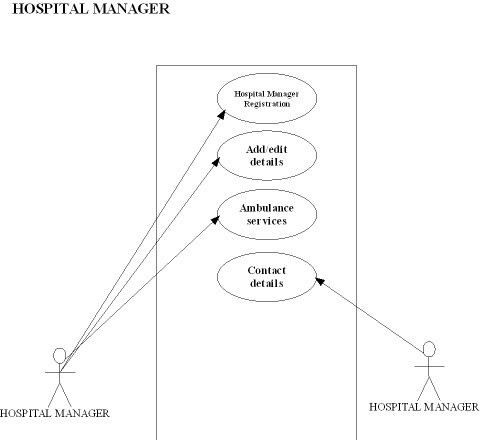 HOSPITAL MANAGER
Hospital Manager
Registration
Add/edit
details
Ambulance
services
Contact
details
HOSPITAL MANAGER
HOSPITAL MANAGER